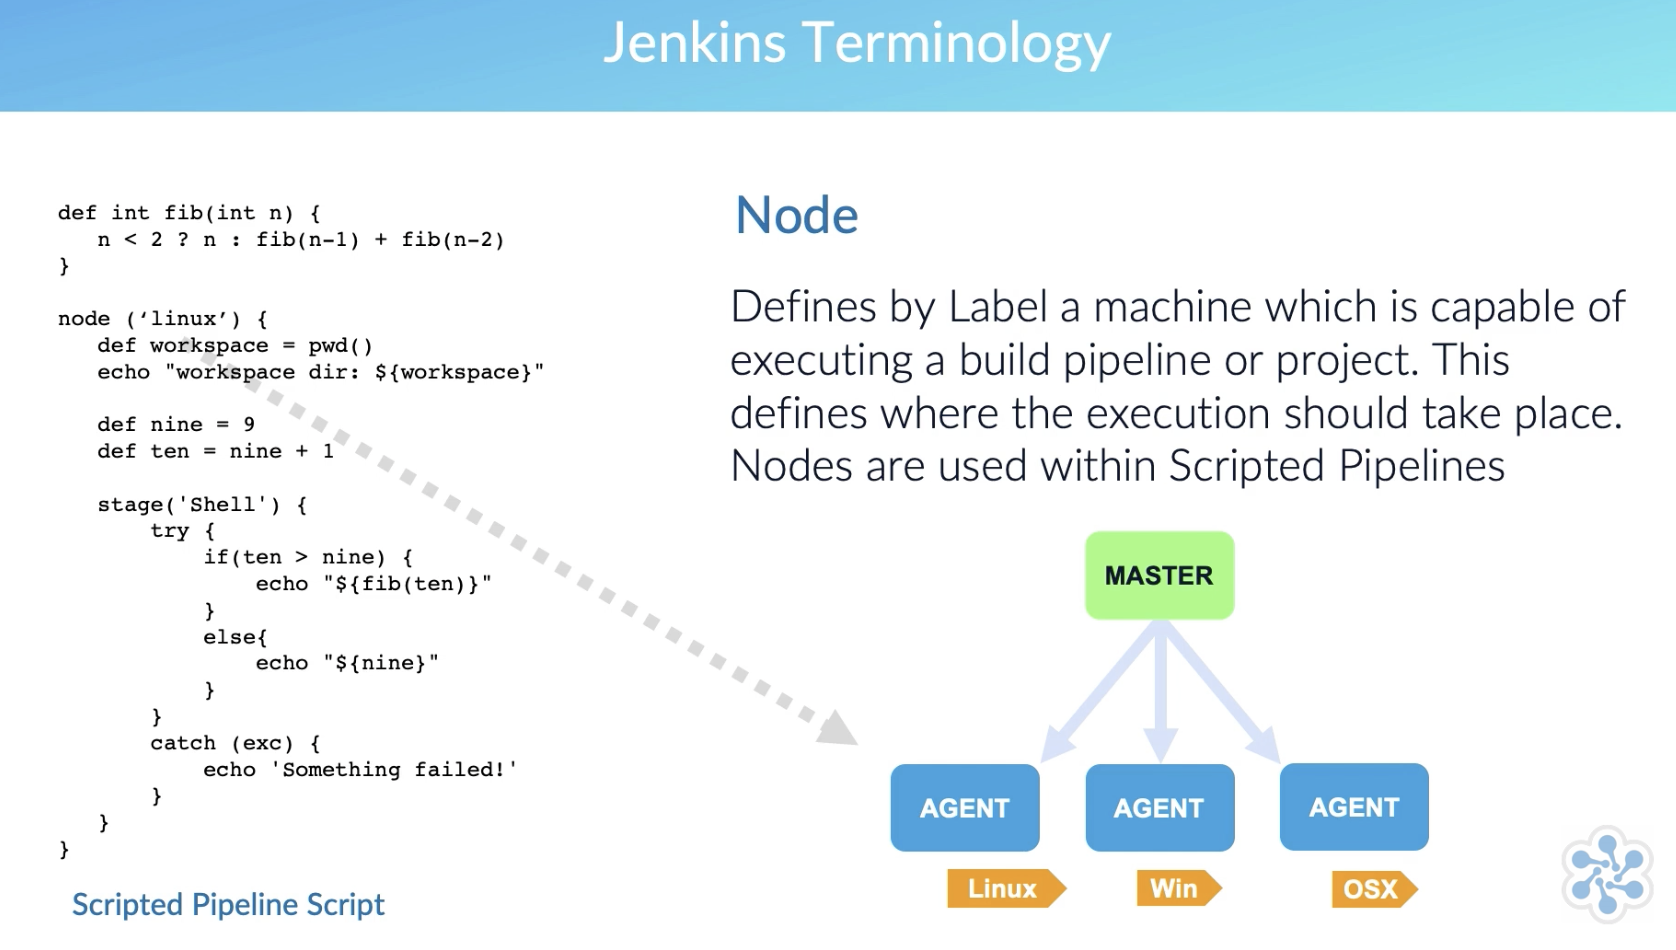 Jenkins Terminology
def int fib(int n) {
   n < 2 ? n : fib(n-1) + fib(n-2)
}
node (‘linux’) {
   def workspace = pwd()
   echo "workspace dir: ${workspace}"
   def nine = 9
   def ten = nine + 1
   stage('Shell') {
       try {
           if(ten > nine) {
               echo "${fib(ten)}"
           }
           else{
               echo "${nine}"
           }
       }
       catch (exc) {
           echo 'Something failed!'
       }
   }
}
Scripted Pipeline Script
Node
Defines by Label a machine which is capable of
executing a build pipeline or project. This
defines where the execution should take place.
Nodes are used within Scripted Pipelines
MASTER
AGENT AGENT AGENT
Linux Win OSX